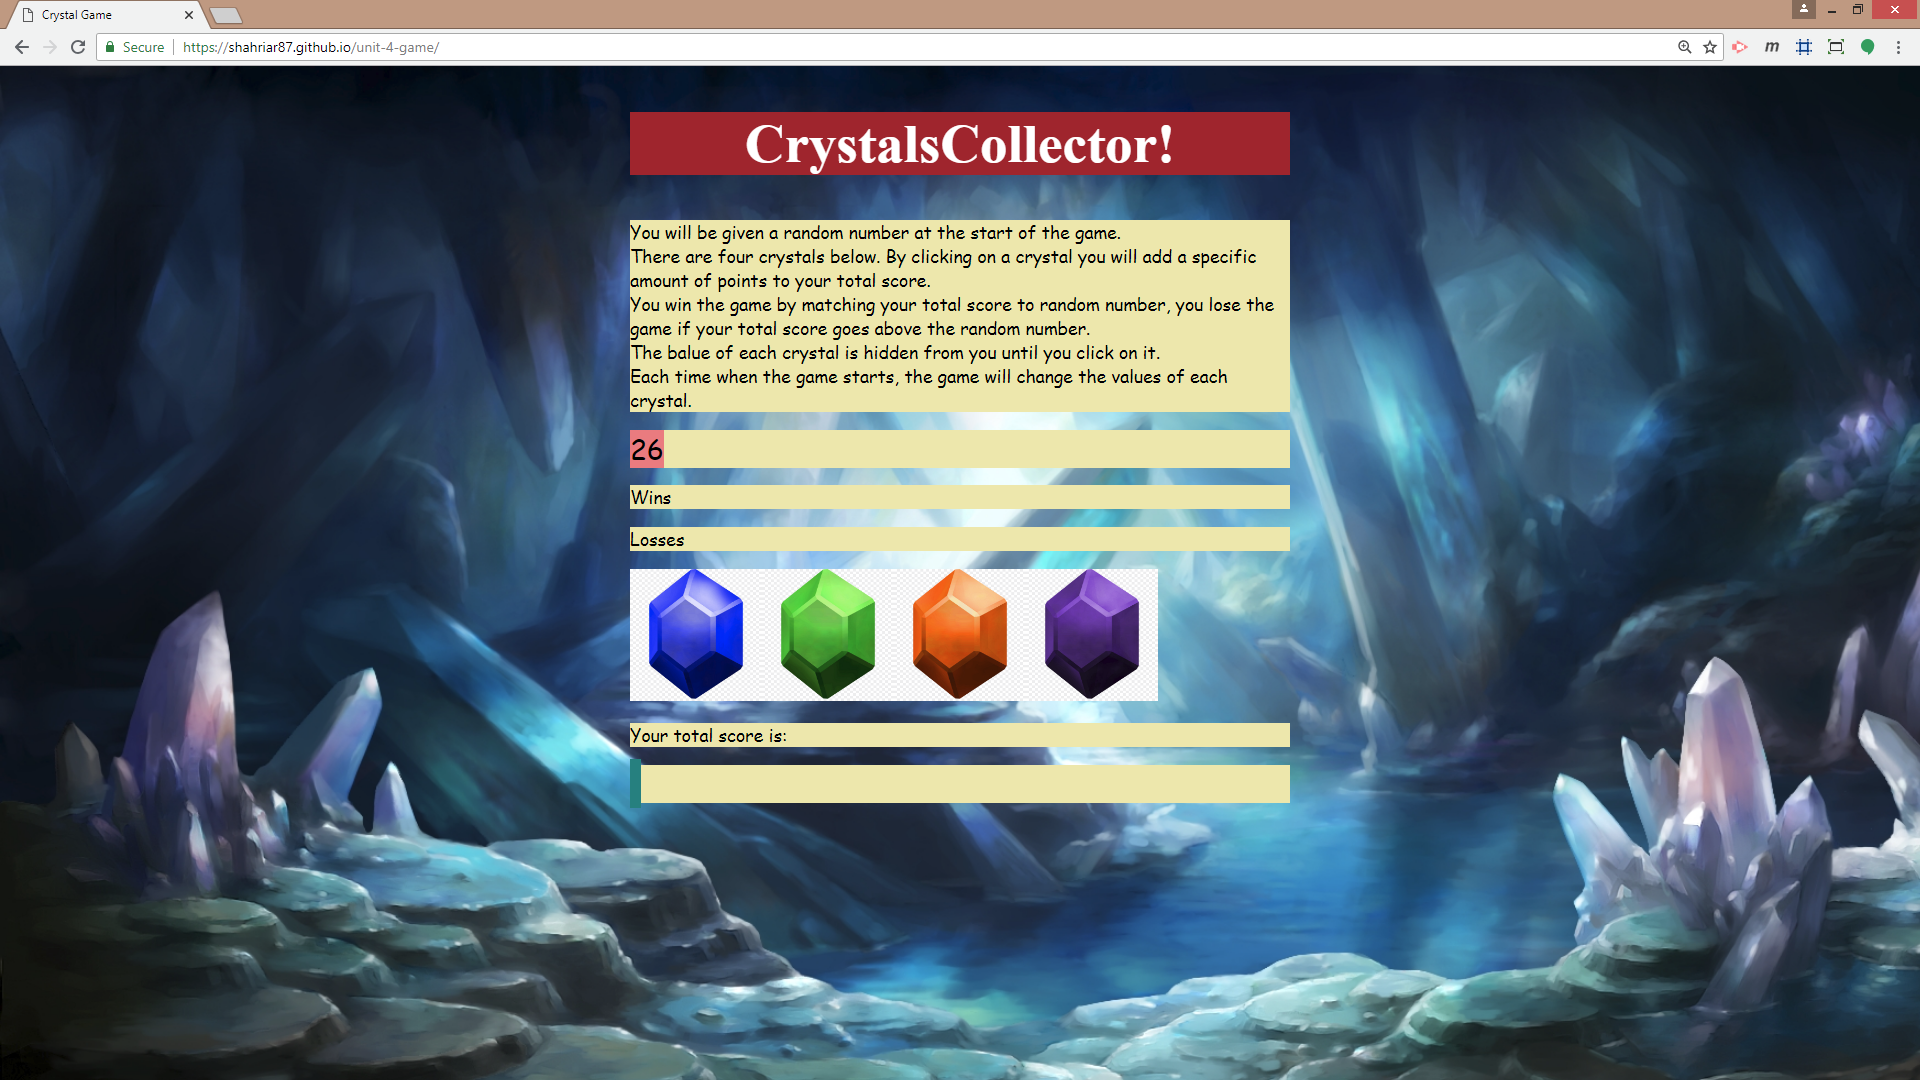 Crystal Game
Secure https://shahriar87.github.io/unit-4-game/
m
CrystalsCollector!
You will be given a random number at the start of the game.
There are four crystals below. By clicking on a crystal you will add a specific
amount of points to your total score.
You win the game by matching your total score to random number, you lose the
game if your total score goes above the random number.
The balue of each crystal is hidden from you until you click on it.
Each time when the game starts, the game will change the values of each
crystal.
26
Wins
Losses
Your total score is: